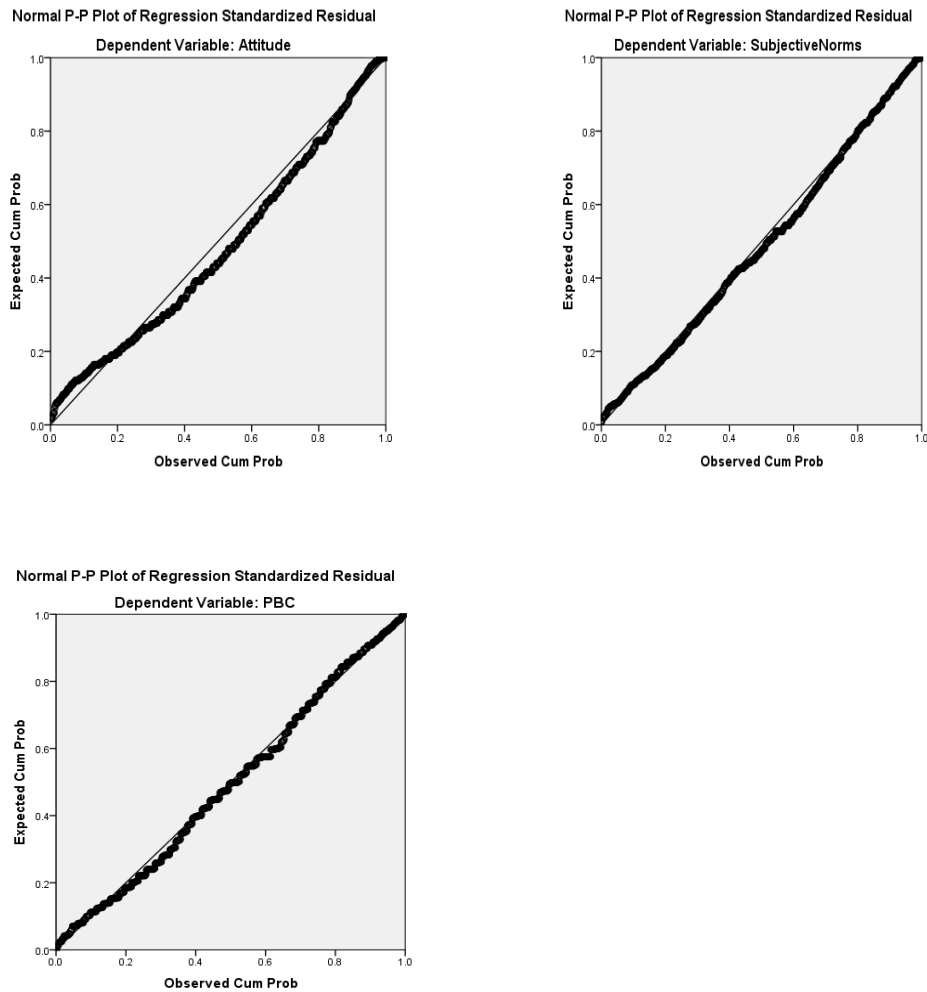 Normal P-P Plot of Regression Standardized Residual
Dependent Variable: Attitude
1.0
0.8
0.6
0.4
0.2
0.0
0.0 0.2 0.4 0.6 0.8 1.0
Expected Cum Prob
Observed Cum Prob
Normal P-P Plot of Regression Standardized Residual
Dependent Variable: SubjectiveNorms
1.0
0.8
0.6
0.4
0.2
0.0
0.0 0.2 0.4 0.6 0.8 1.0
Expected Cum Prob
Observed Cum Prob
Normal P-P Plot of Regression Standardized Residual
Dependent Variable: PBC
1.0
0.8
0.6
0.4
0.2
0.0
0.0 0.2 0.4 0.6 0.8 1.0
Expected Cum Prob
Observed Cum Prob